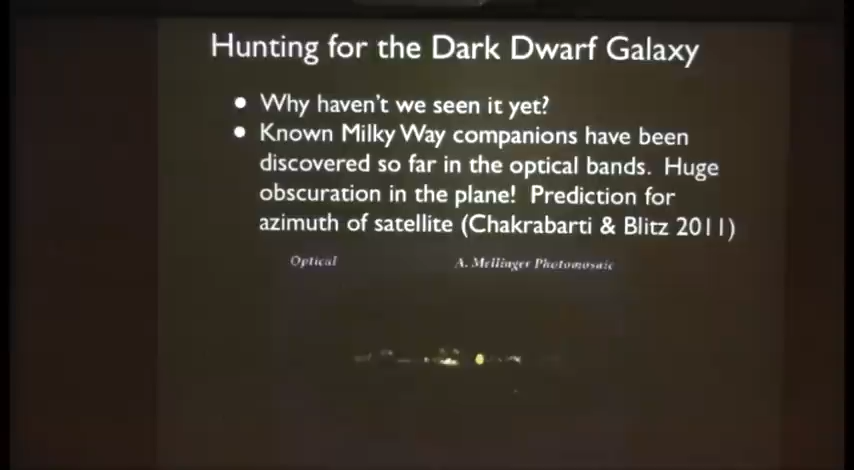 Hunting for the Dark Dwarf Galaxy
• Why haven't we seen it yet?
• Known Milky Way companions have been
discovered so far in the optical bands. Huge
obscuration in the plane! Prediction for
azimuth of satellite (Chakrabarti & Blitz 2011)
Optical
A. Mellinger Photomosaic